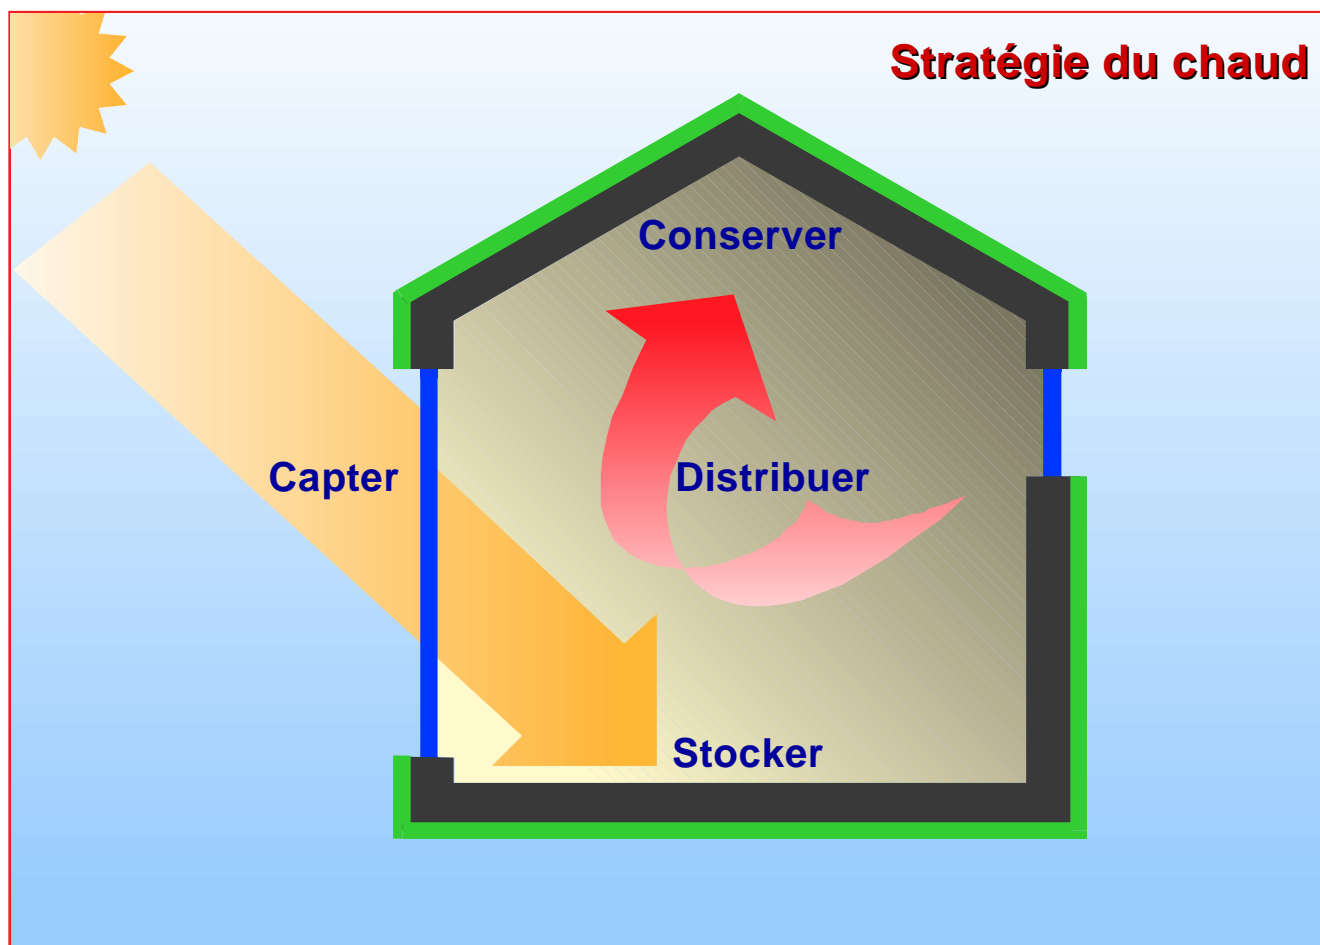 Stratégie du chaud
Conserver
Capter
Distribuer
Stocker